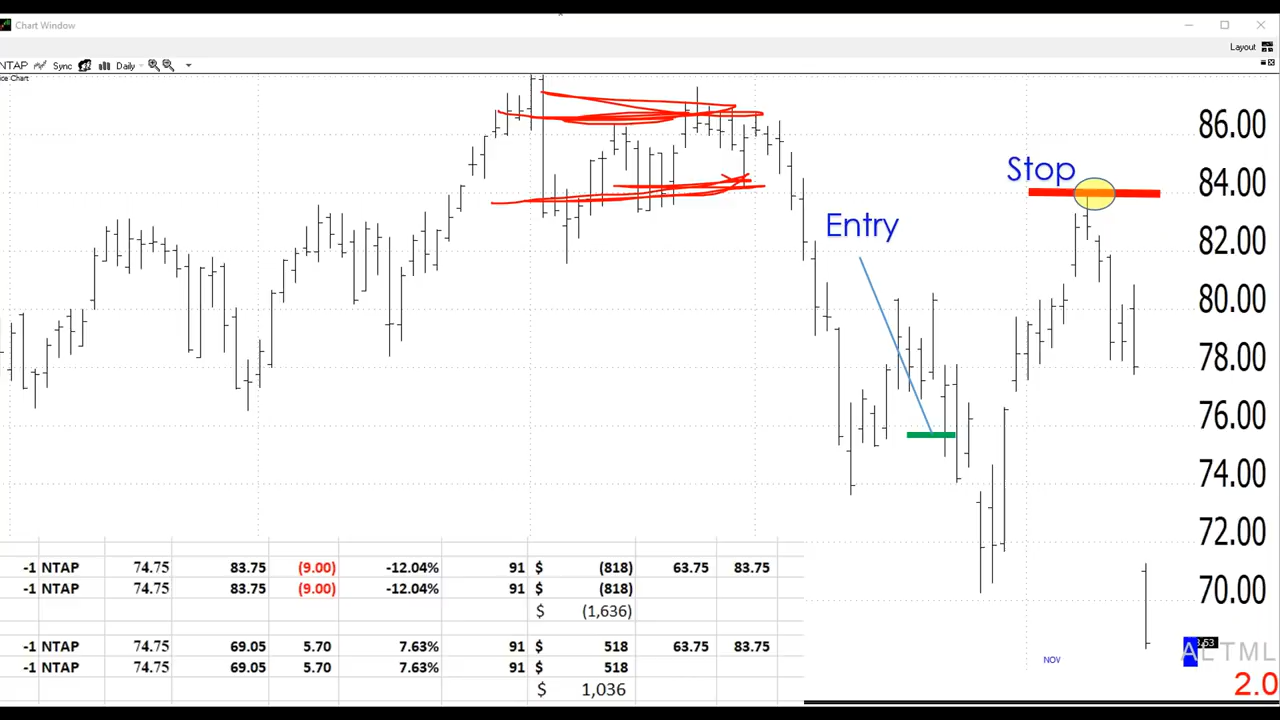 Chart Window
Layout
NTAP Sync Daily
ice Chart
86.00
Stop
84.00
Entry
82.00
80.00
78.00
76.00
74.00
72.00
70.00
-1 NTAP 74.75 83.75 (9.00) -12.04% 91 $ (818) 63.75 83.75
-1 NTAP 74.75 83.75 (9.00) -12.04% 91 $ (818)
$ (1,636)
-1 NTAP 74.75 69.05 5.70 7.63% 91 $ 518 63.75 83.75
-1 NTAP 74.75 69.05 5.70 7.63% 91 $ 518
$ 1,036
NOV
ALTML
2.0